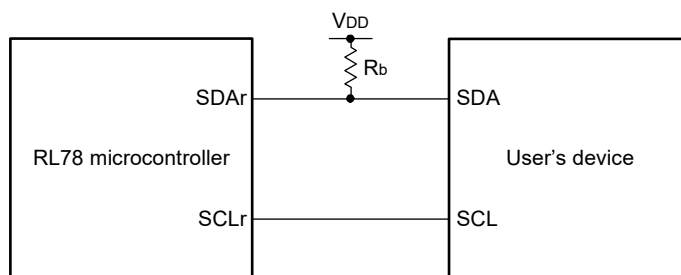 VDD
Rb
SDAr
SDA
RL78 microcontroller
User's device
SCLr
SCL